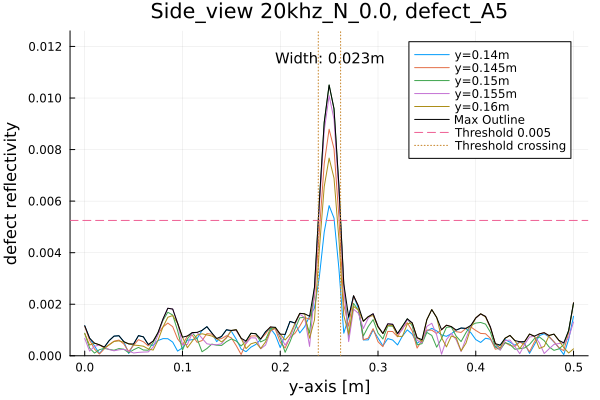 Side_view 20khz_N_0.0, defect_A5
0.012
0.010
0.008
0.006
0.004
0.002
0.000
defect reflectivity
Width: 0.023m
y=0.14m
y=0.145m
y=0.15m
y=0.155m
y=0.16m
Max Outline
Threshold 0.005
Threshold crossing
0.0
0.1
0.2
0.3
0.4
0.5
y-axis [m]